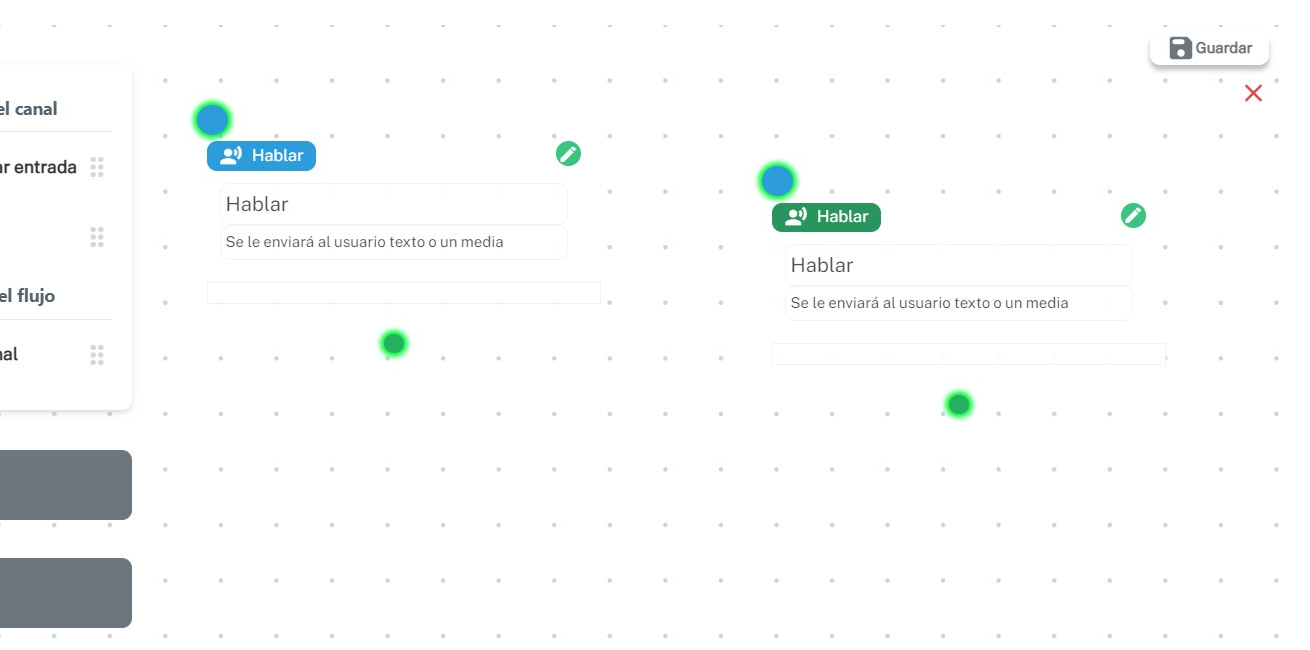 Guardar
el canal
ar entrada
el flujo
nal
Hablar
Hablar
Se le enviará al usuario texto o un media
Hablar
Hablar
Se le enviará al usuario texto o un media